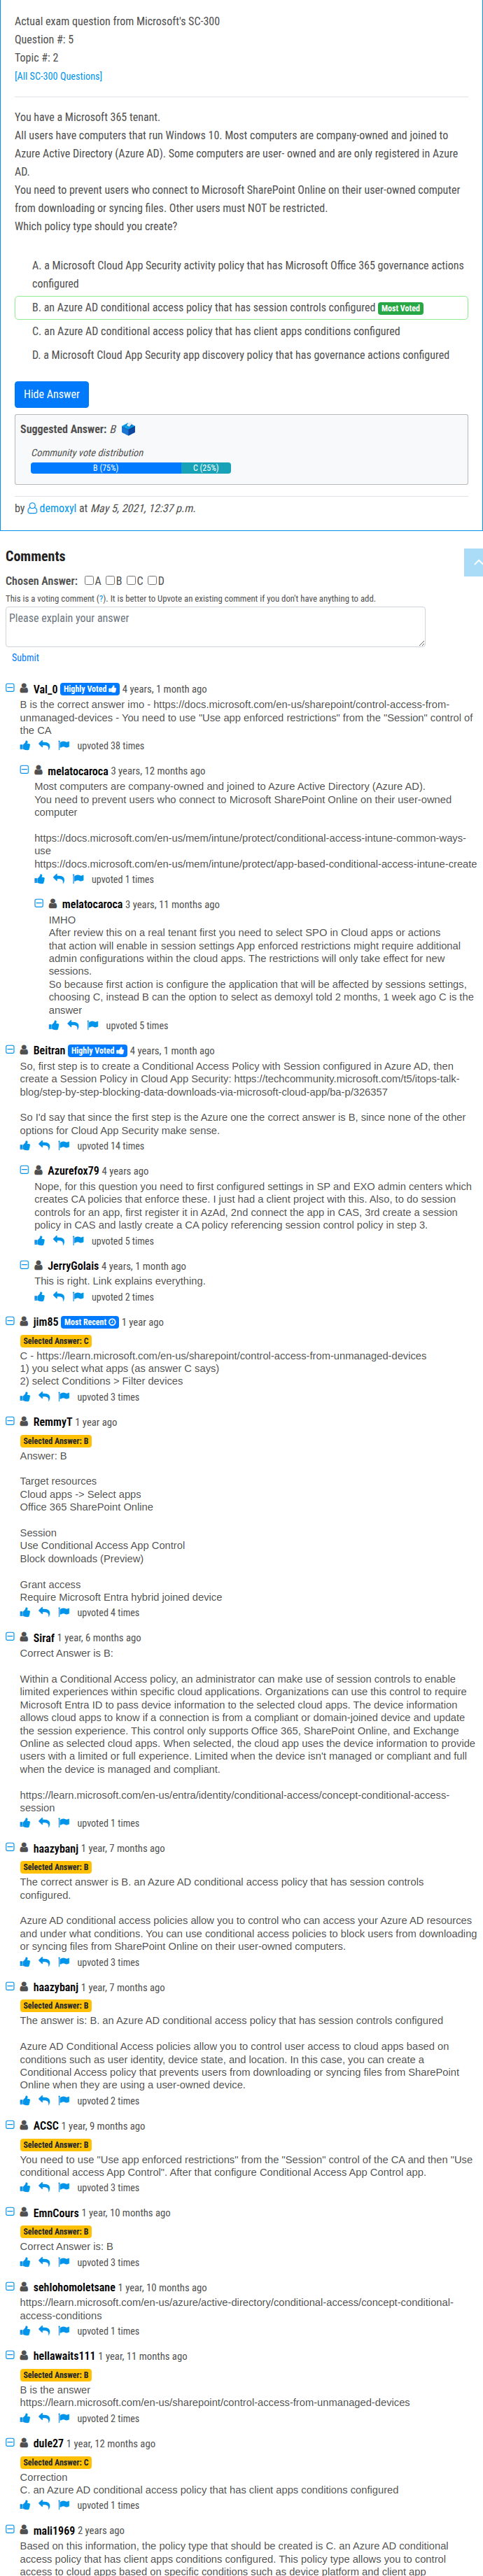 Actual exam question from Microsoft's SC-300
Question #: 5
Topic #: 2
[All SC-300 Questions]
You have a Microsoft 365 tenant.
All users have computers that run Windows 10. Most computers are company-owned and joined to
Azure Active Directory (Azure AD). Some computers are user- owned and are only registered in Azure
AD.
You need to prevent users who connect to Microsoft SharePoint Online on their user-owned computer
from downloading or syncing files. Other users must NOT be restricted.
Which policy type should you create?
A. a Microsoft Cloud App Security activity policy that has Microsoft Office 365 governance actions
configured
B. an Azure AD conditional access policy that has session controls configured Most Voted
C. an Azure AD conditional access policy that has client apps conditions configured
D. a Microsoft Cloud App Security app discovery policy that has governance actions configured
Hide Answer
Suggested Answer: B
Community vote distribution
B (75%) C (25%)
by demoxyl at May 5, 2021, 12:37 p.m.
Comments
Chosen Answer: A B C D
This is a voting comment (?). It is better to Upvote an existing comment if you don't have anything to add.
Please explain your answer
Submit
Val_0 Highly Voted 4 years, 1 month ago
B is the correct answer imo - https://docs.microsoft.com/en-us/sharepoint/control-access-from-
unmanaged-devices - You need to use "Use app enforced restrictions" from the "Session" control of
the CA
upvoted 38 times
melatocaroca 3 years, 12 months ago
Most computers are company-owned and joined to Azure Active Directory (Azure AD).
You need to prevent users who connect to Microsoft SharePoint Online on their user-owned
computer
https://docs.microsoft.com/en-us/mem/intune/protect/conditional-access-intune-common-ways-
use
https://docs.microsoft.com/en-us/mem/intune/protect/app-based-conditional-access-intune-create
upvoted 1 times
melatocaroca 3 years, 11 months ago
IMHO
After review this on a real tenant first you need to select SPO in Cloud apps or actions
that action will enable in session settings App enforced restrictions might require additional
admin configurations within the cloud apps. The restrictions will only take effect for new
sessions.
So because first action is configure the application that will be affected by sessions settings,
choosing C, instead B can the option to select as demoxyl told 2 months, 1 week ago C is the
answer
upvoted 5 times
Beitran Highly Voted 4 years, 1 month ago
So, first step is to create a Conditional Access Policy with Session configured in Azure AD, then
create a Session Policy in Cloud App Security: https://techcommunity.microsoft.com/t5/itops-talk-
blog/step-by-step-blocking-data-downloads-via-microsoft-cloud-app/ba-p/326357
So I'd say that since the first step is the Azure one the correct answer is B, since none of the other
options for Cloud App Security make sense.
upvoted 14 times
Azurefox79 4 years ago
Nope, for this question you need to first configured settings in SP and EXO admin centers which
creates CA policies that enforce these. I just had a client project with this. Also, to do session
controls for an app, first register it in AzAd, 2nd connect the app in CAS, 3rd create a session
policy in CAS and lastly create a CA policy referencing session control policy in step 3.
upvoted 5 times
JerryGolais 4 years, 1 month ago
This is right. Link explains everything.
upvoted 2 times
jim85 Most Recent 1 year ago
Selected Answer: C
C - https://learn.microsoft.com/en-us/sharepoint/control-access-from-unmanaged-devices
1) you select what apps (as answer C says)
2) select Conditions > Filter devices
upvoted 3 times
RemmyT 1 year ago
Selected Answer: B
Answer: B
Target resources
Cloud apps -> Select apps
Office 365 SharePoint Online
Session
Use Conditional Access App Control
Block downloads (Preview)
Grant access
Require Microsoft Entra hybrid joined device
upvoted 4 times
Siraf 1 year, 6 months ago
Correct Answer is B:
Within a Conditional Access policy, an administrator can make use of session controls to enable
limited experiences within specific cloud applications. Organizations can use this control to require
Microsoft Entra ID to pass device information to the selected cloud apps. The device information
allows cloud apps to know if a connection is from a compliant or domain-joined device and update
the session experience. This control only supports Office 365, SharePoint Online, and Exchange
Online as selected cloud apps. When selected, the cloud app uses the device information to provide
users with a limited or full experience. Limited when the device isn't managed or compliant and full
when the device is managed and compliant.
https://learn.microsoft.com/en-us/entra/identity/conditional-access/concept-conditional-access-
session
upvoted 1 times
haazybanj 1 year, 7 months ago
Selected Answer: B
The correct answer is B. an Azure AD conditional access policy that has session controls
configured.
Azure AD conditional access policies allow you to control who can access your Azure AD resources
and under what conditions. You can use conditional access policies to block users from downloading
or syncing files from SharePoint Online on their user-owned computers.
upvoted 3 times
haazybanj 1 year, 7 months ago
Selected Answer: B
The answer is: B. an Azure AD conditional access policy that has session controls configured
Azure AD Conditional Access policies allow you to control user access to cloud apps based on
conditions such as user identity, device state, and location. In this case, you can create a
Conditional Access policy that prevents users from downloading or syncing files from SharePoint
Online when they are using a user-owned device.
upvoted 2 times
ACSC 1 year, 9 months ago
Selected Answer: B
You need to use "Use app enforced restrictions" from the "Session" control of the CA and then "Use
conditional access App Control". After that configure Conditional Access App Control app.
upvoted 3 times
EmnCours 1 year, 10 months ago
Selected Answer: B
Correct Answer is: B
upvoted 3 times
sehlohomoletsane 1 year, 10 months ago
https://learn.microsoft.com/en-us/azure/active-directory/conditional-access/concept-conditional-
access-conditions
upvoted 1 times
hellawaits111 1 year, 11 months ago
Selected Answer: B
B is the answer
https://learn.microsoft.com/en-us/sharepoint/control-access-from-unmanaged-devices
upvoted 2 times
dule27 1 year, 12 months ago
Selected Answer: C
Correction
C. an Azure AD conditional access policy that has client apps conditions configured
upvoted 1 times
mali1969 2 years ago
Based on this information, the policy type that should be created is C. an Azure AD conditional
access policy that has client apps conditions configured. This policy type allows you to control
access to cloud apps based on specific conditions such as device platform and client app